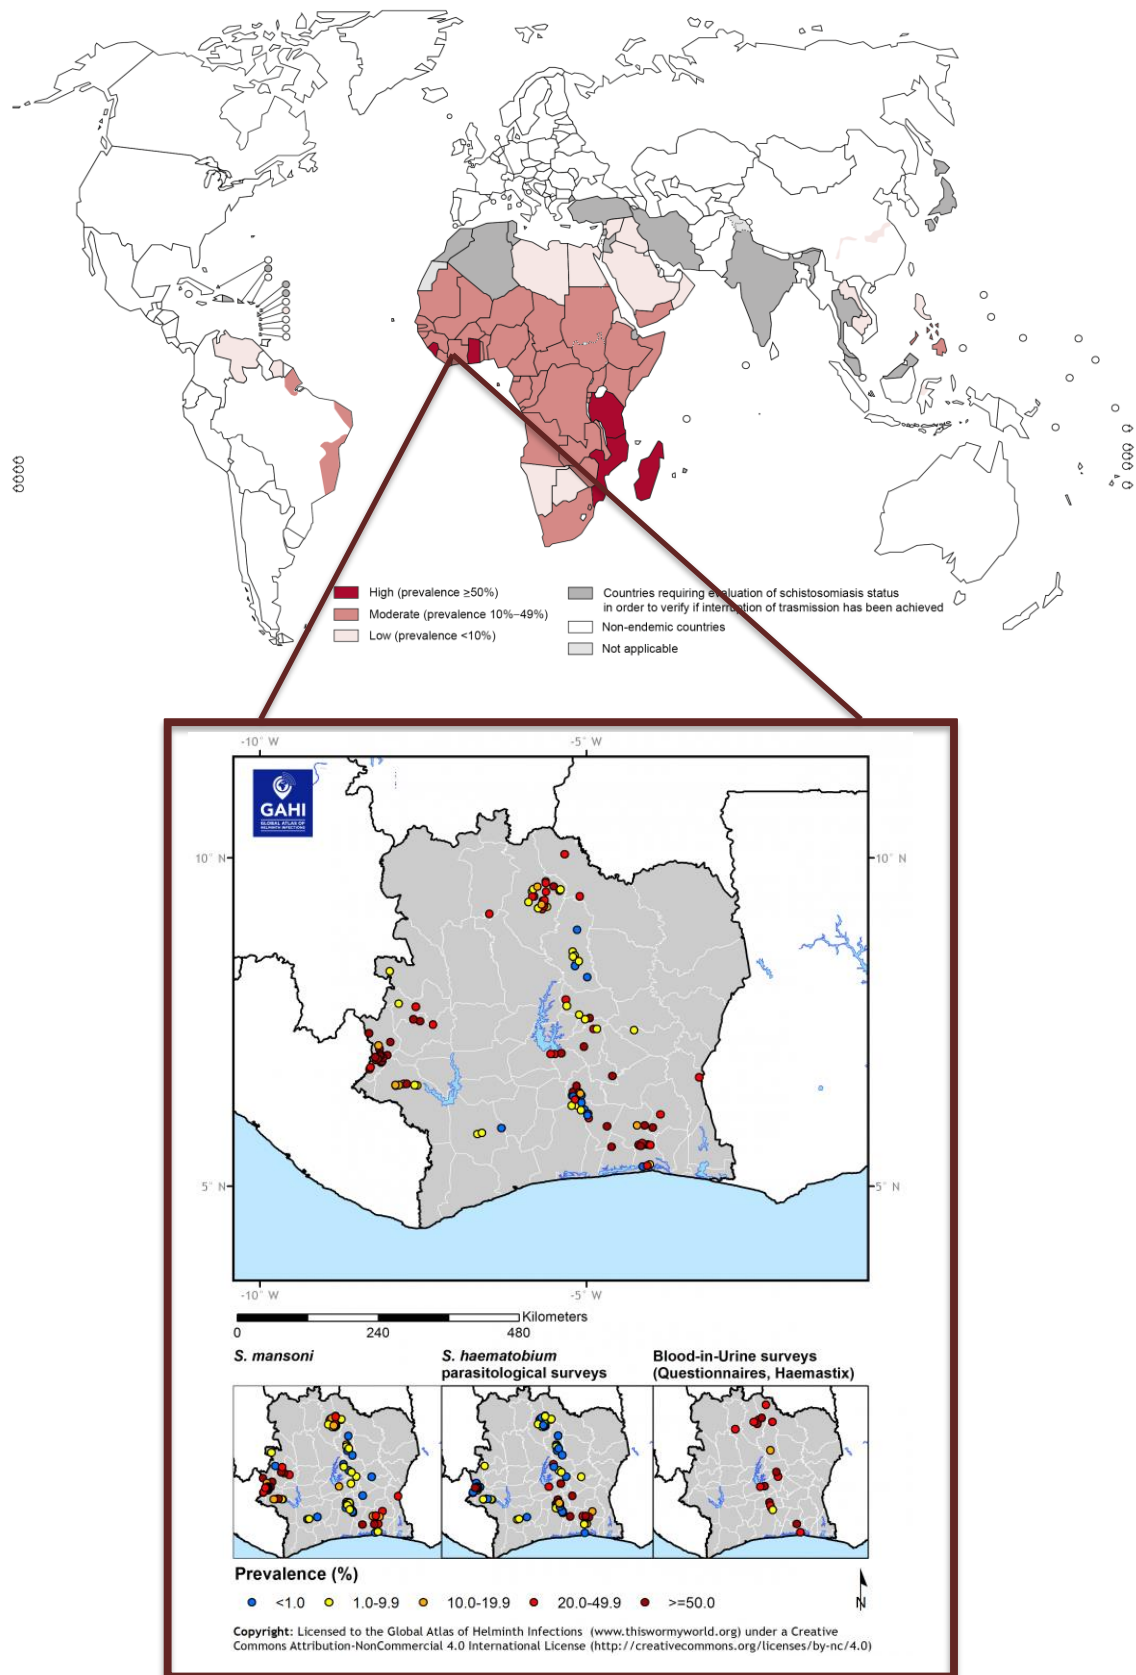 High (prevalence ≥50%)
Moderate (prevalence 10%–49%)
Low (prevalence <10%)
Countries requiring evaluation of schistosomiasis status
in order to verify if interruption of trasmission has been achieved
Non-endemic countries
Not applicable
-10° W
-5° W
GAHI
GLOBAL ATLAS OF
HELMINTH INFECTIONS
10° N
10° N
5° N
5° N
-10° W
-5° W
Kilometers
0
240
480
S. mansoni
S. haematobium
parasitological surveys
Blood-in-Urine surveys
(Questionnaires, Haemastix)
Prevalence (%)
<1.0
1.0-9.9
10.0-19.9
20.0-49.9
>=50.0
N
Copyright: Licensed to the Global Atlas of Helminth Infections (www.thiswormyworld.org) under a Creative
Commons Attribution-NonCommercial 4.0 International License (http://creativecommons.org/licenses/by-nc/4.0)